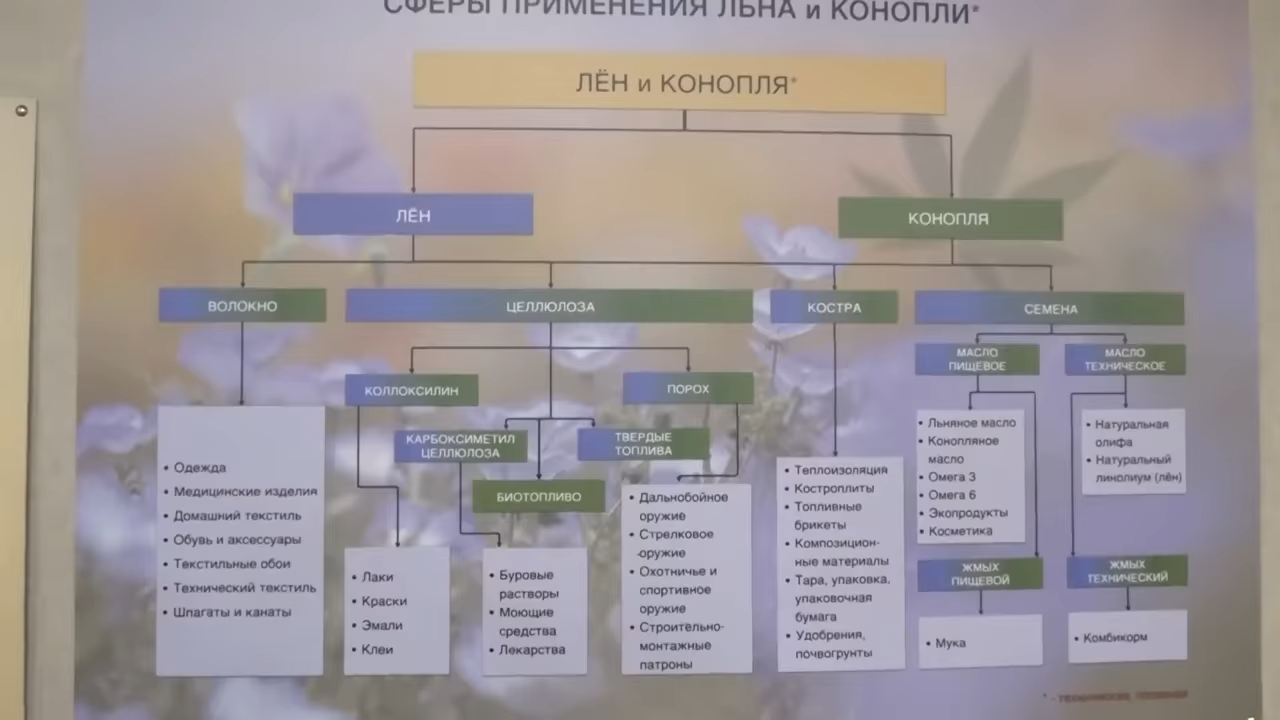 СФЕРЫ ПРИМЕНЕНИЯ ЛЬНА и КОНОПЛИ*
ЛЁН и КОНОПЛЯ*
ЛЁН
КОНОПЛЯ
ВОЛОКНО
ЦЕЛЛЮЛОЗА
КОСТРА
СЕМЕНА
МАСЛО
ПИЩЕВОЕ
МАСЛО
ТЕХНИЧЕСКОЕ
КОЛЛОКСИЛИН
ПОРОХ
КАРБОКСИМЕТИЛ
ЦЕЛЛЮЛОЗА
ТВЕРДЫЕ
ТОПЛИВА
БИОТОПЛИВО
• Одежда
• Медицинские изделия
• Домашний текстиль
• Обувь и аксессуары
• Текстильные обои
• Технический текстиль
• Шпагаты и канаты
• Лаки
• Краски
• Эмали
• Клеи
• Буровые
растворы
• Моющие
средства
• Лекарства
• Дальнобойное
оружие
• Стрелковое
оружие
• Охотничье и
спортивное
оружие
• Строительно-
монтажные
патроны
• Теплоизоляция
• Костроплиты
• Топливные
брикеты
• Композицион-
ные материалы
• Тара, упаковка,
упаковочная
бумага
• Удобрения,
почвогрунты
• Льняное масло
• Конопляное
масло
• Омега 3
• Омега 6
• Экопродукты
• Косметика
• Натуральная
олифа
• Натуральный
линолиум (лён)
ЖМЫХ
ПИЩЕВОЙ
ЖМЫХ
ТЕХНИЧЕСКИЙ
• Мука
• Комбикорм